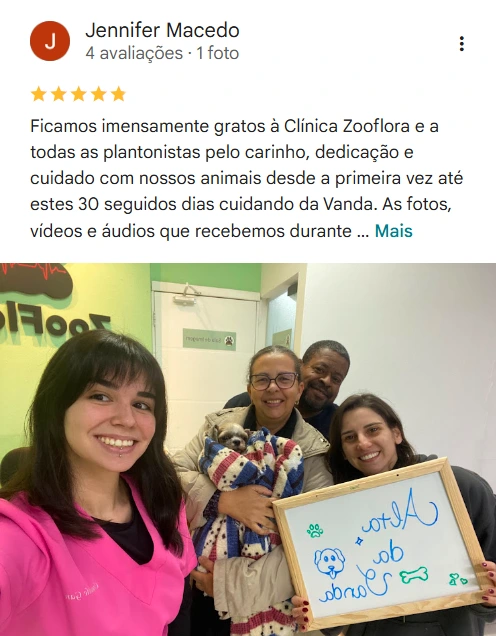 J
Jennifer Macedo
4 avaliações · 1 foto
Ficamos imensamente gratos à Clínica Zooflora e a
todas as plantonistas pelo carinho, dedicação e
cuidado com nossos animais desde a primeira vez até
estes 30 seguidos dias cuidando da Vanda. As fotos,
vídeos e áudios que recebemos durante ... Mais
ZooFlo
Alta
da
Vanda